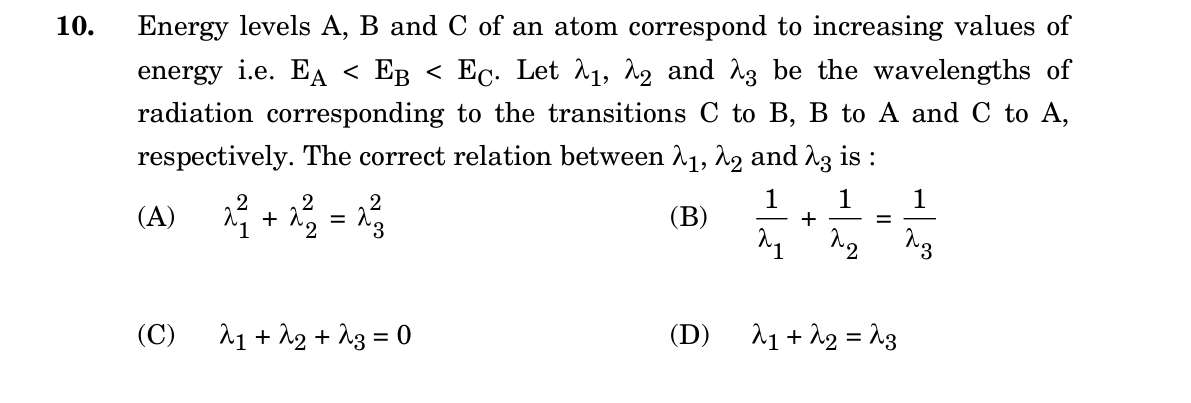 10. Energy levels A, B and C of an atom correspond to increasing values of
energy i.e. E_A < E_B < E_C. Let λ₁, λ₂ and λ₃ be the wavelengths of
radiation corresponding to the transitions C to B, B to A and C to A,
respectively. The correct relation between λ₁, λ₂ and λ₃ is :
(A) λ₁² + λ₂² = λ₃² (B) 1/λ₁ + 1/λ₂ = 1/λ₃
(C) λ₁ + λ₂ + λ₃ = 0 (D) λ₁ + λ₂ = λ₃